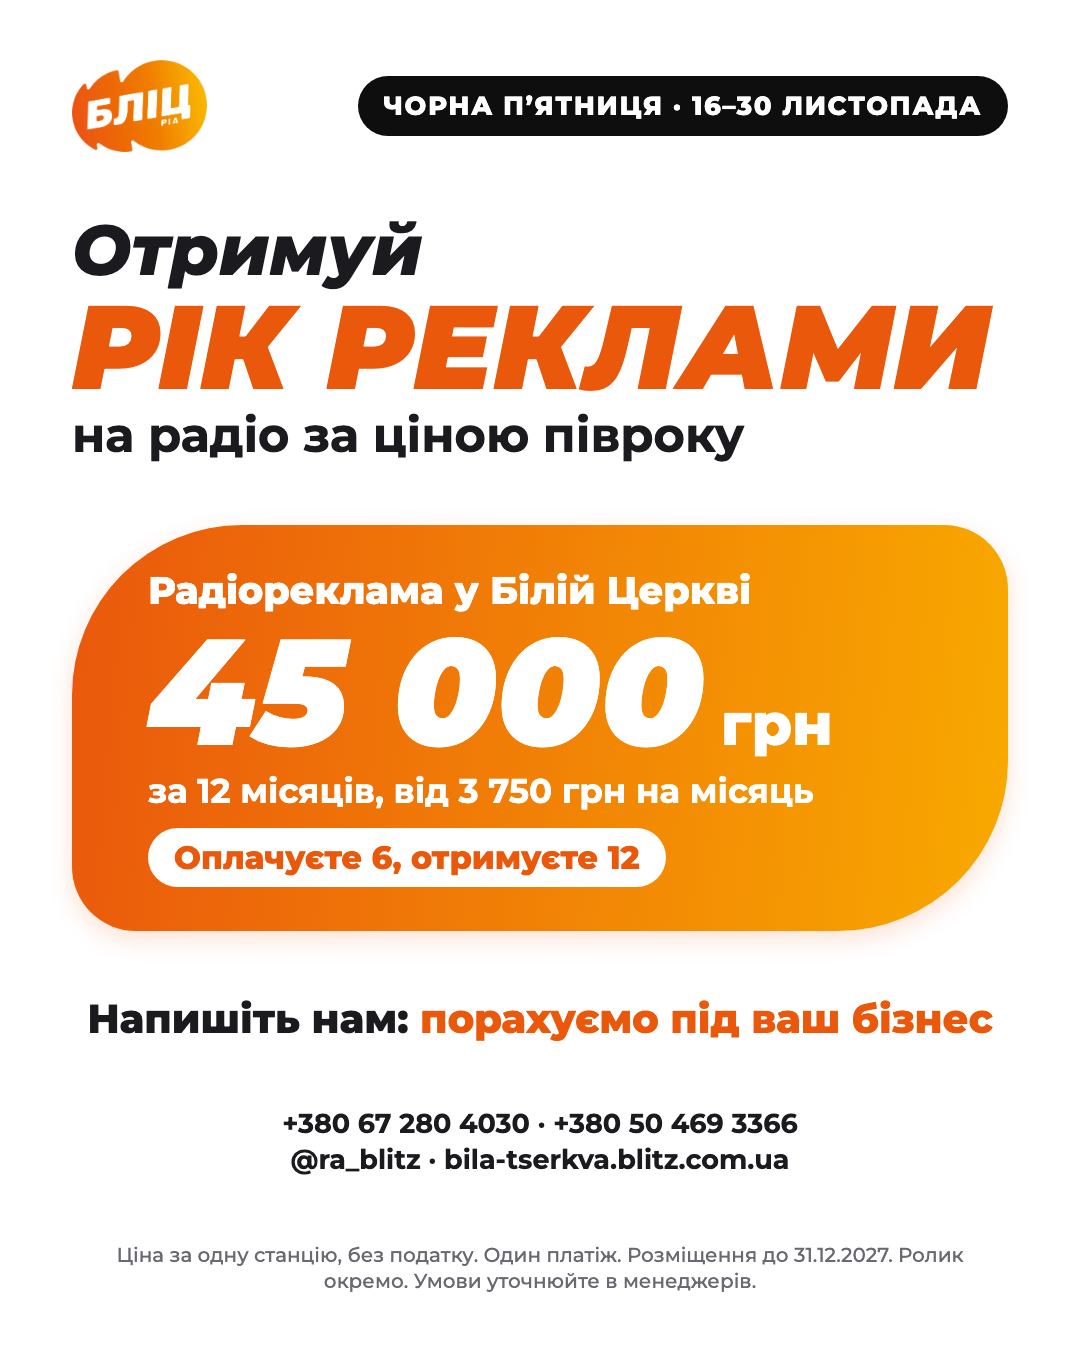 БЛІЦ
РІА
ЧОРНА П’ЯТНИЦЯ · 16–30 ЛИСТОПАДА
Отримуй
РІК РЕКЛАМИ
на радіо за ціною півроку
Радіореклама у Білій Церкві
45 000 грн
за 12 місяців, від 3 750 грн на місяць
Оплачуєте 6, отримуєте 12
Напишіть нам: порахуємо під ваш бізнес
+380 67 280 4030 · +380 50 469 3366
@ra_blitz · bila-tserkva.blitz.com.ua
Ціна за одну станцію, без податку. Один платіж. Розміщення до 31.12.2027. Ролик
окремо. Умови уточнюйте в менеджерів.